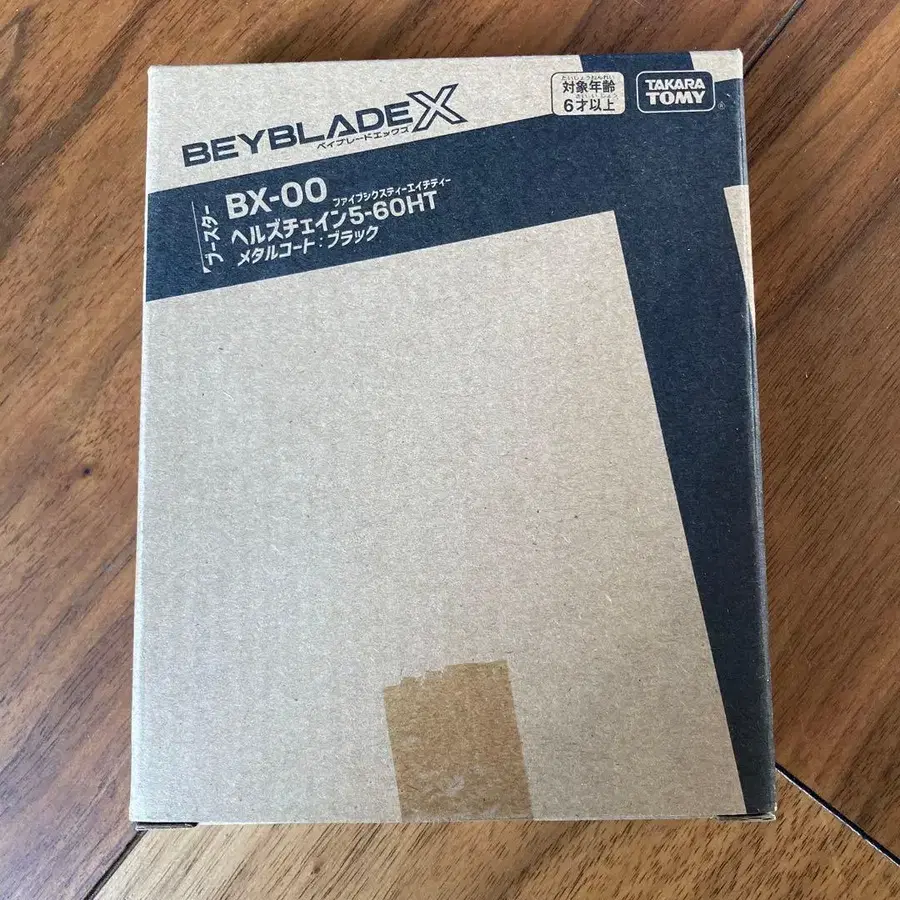 BEYBLADE X
ベイブレードエックス
たいしょうねんれい
対象年齢
さいいじょう
6才以上
TAKARA
TOMY
®
ブースター
BX-00
ファイブシックスティーエイチティー
ヘルズチェイン5-60HT
メタルコート:ブラック